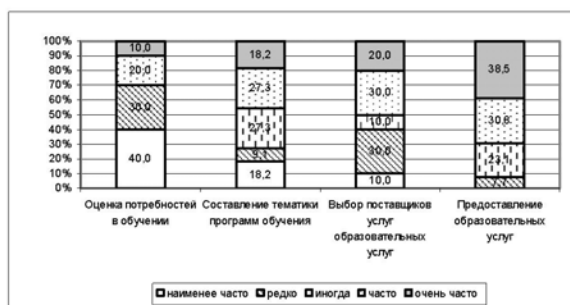 100%
90%
80%
70%
60%
50%
40%
30%
20%
10%
0%
10,0
20,0
30,0
40,0
18,2
27,3
27,3
9,1
18,2
20,0
30,0
10,0
30,0
10,0
38,5
30,8
23,1
7,7
Оценка потребностей
в обучении
Составление тематики
программ обучения
Выбор поставщиков
услуг
образовательных
услуг
Предоставление
образовательных
услуг
наименее часто редко иногда часто очень часто